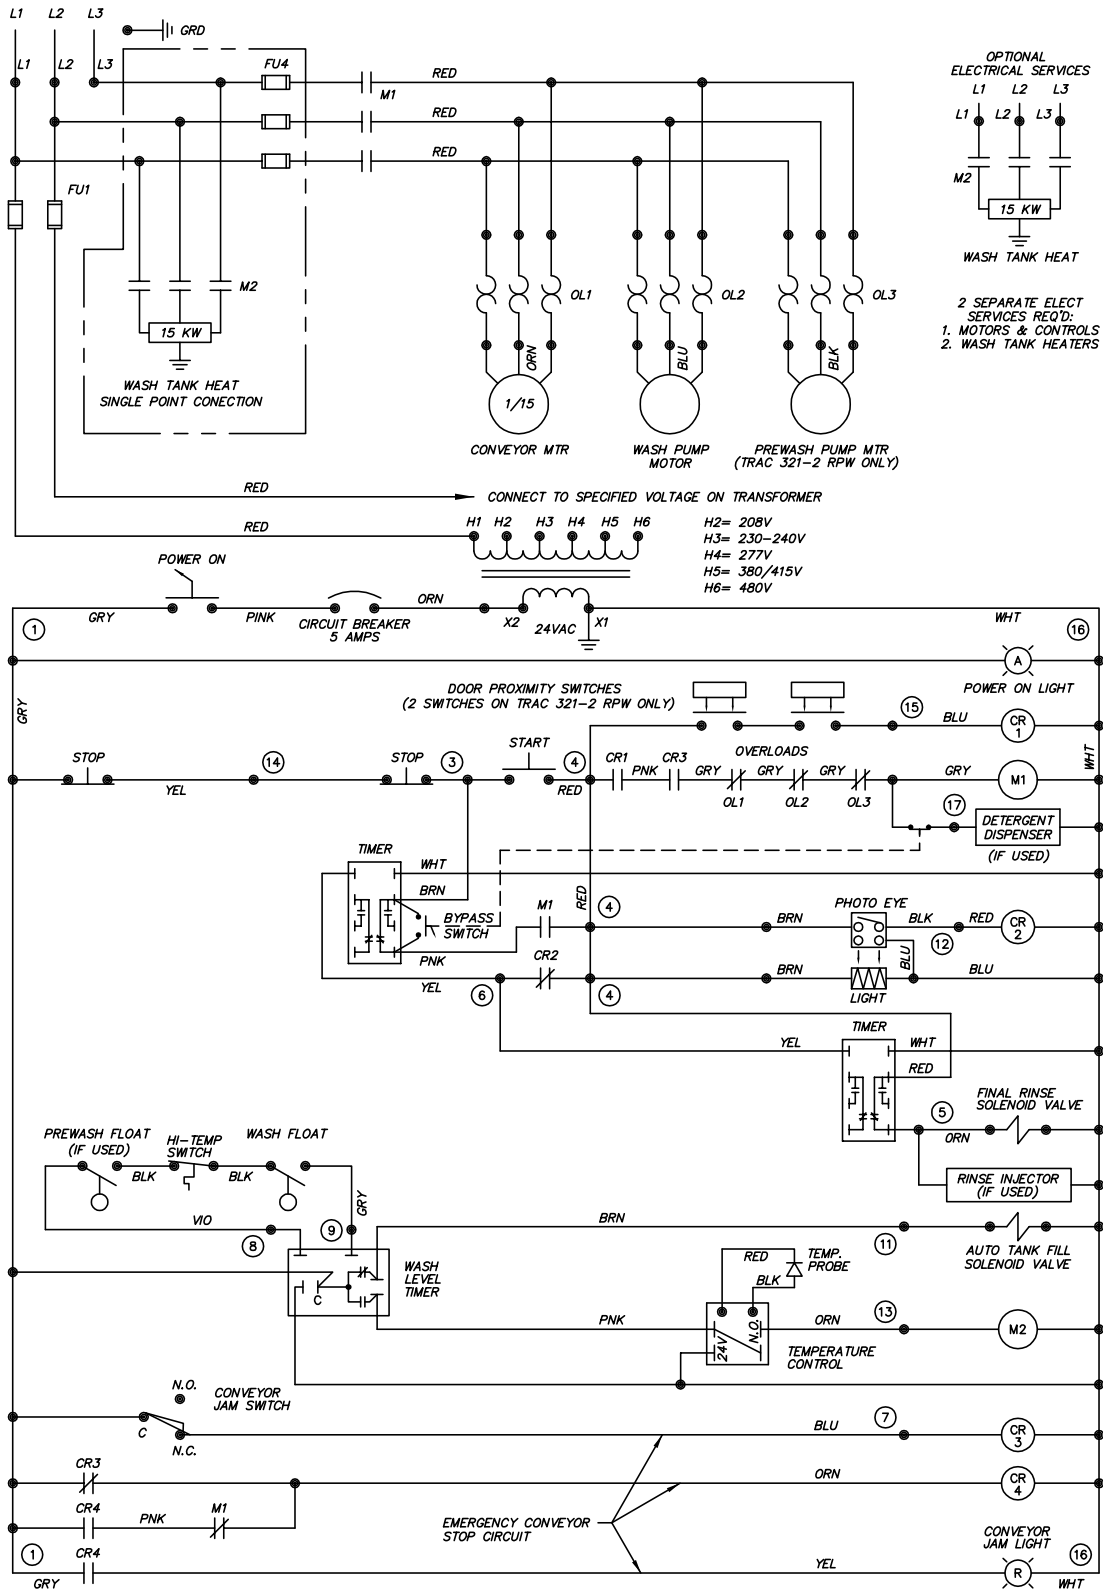 L1 L2 L3
GRD
L1 L2 L3
FU4
RED
M1
RED
RED
FU1
M2
15 KW
WASH TANK HEAT
SINGLE POINT CONECTION
OL1
OL2
OL3
ORN
BLU
BLK
1/15
CONVEYOR MTR
WASH PUMP
MOTOR
PREWASH PUMP MTR
(TRAC 321-2 RPW ONLY)
OPTIONAL
ELECTRICAL SERVICES
L1 L2 L3
L1 L2 L3
M2
15 KW
WASH TANK HEAT
2 SEPARATE ELECT
SERVICES REQ'D:
1. MOTORS & CONTROLS
2. WASH TANK HEATERS
RED
CONNECT TO SPECIFIED VOLTAGE ON TRANSFORMER
RED
H1 H2 H3 H4 H5 H6
H2= 208V
H3= 230-240V
H4= 277V
H5= 380/415V
H6= 480V
POWER ON
GRY
PINK
CIRCUIT BREAKER
5 AMPS
ORN
X2
24VAC
X1
WHT
1
16
A
POWER ON LIGHT
GRY
DOOR PROXIMITY SWITCHES
(2 SWITCHES ON TRAC 321-2 RPW ONLY)
15
BLU
CR
1
WHT
STOP
YEL
14
STOP
3
START
4
RED
CR1
PNK
CR3
GRY
OVERLOADS
OL1
GRY
OL2
GRY
OL3
GRY
M1
17
DETERGENT
DISPENSER
(IF USED)
TIMER
WHT
BRN
BYPASS
SWITCH
PNK
M1
RED
4
BRN
PHOTO EYE
BLK
RED
CR
2
12
BLU
YEL
6
CR2
4
BRN
LIGHT
BLU
YEL
TIMER
WHT
RED
FINAL RINSE
SOLENOID VALVE
5
ORN
RINSE INJECTOR
(IF USED)
PREWASH FLOAT
(IF USED)
HI-TEMP
SWITCH
WASH FLOAT
BLK
BLK
GRY
VIO
8
9
BRN
11
AUTO TANK FILL
SOLENOID VALVE
C
WASH
LEVEL
TIMER
RED
TEMP.
PROBE
BLK
PNK
24V
N.O.
ORN
13
M2
TEMPERATURE
CONTROL
N.O.
CONVEYOR
JAM SWITCH
C
N.C.
BLU
7
CR
3
CR3
ORN
CR
4
CR4
PNK
M1
EMERGENCY CONVEYOR
STOP CIRCUIT
CONVEYOR
JAM LIGHT
1
CR4
GRY
YEL
R
16
WHT